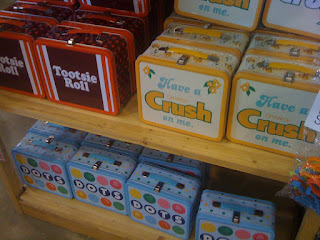 on me.
Tootsie
Roll
Tootsie
Roll
Have a
Crush
on me.
Have a
Crush
on me.
DOTS
DOTS
DOTS
DOTS